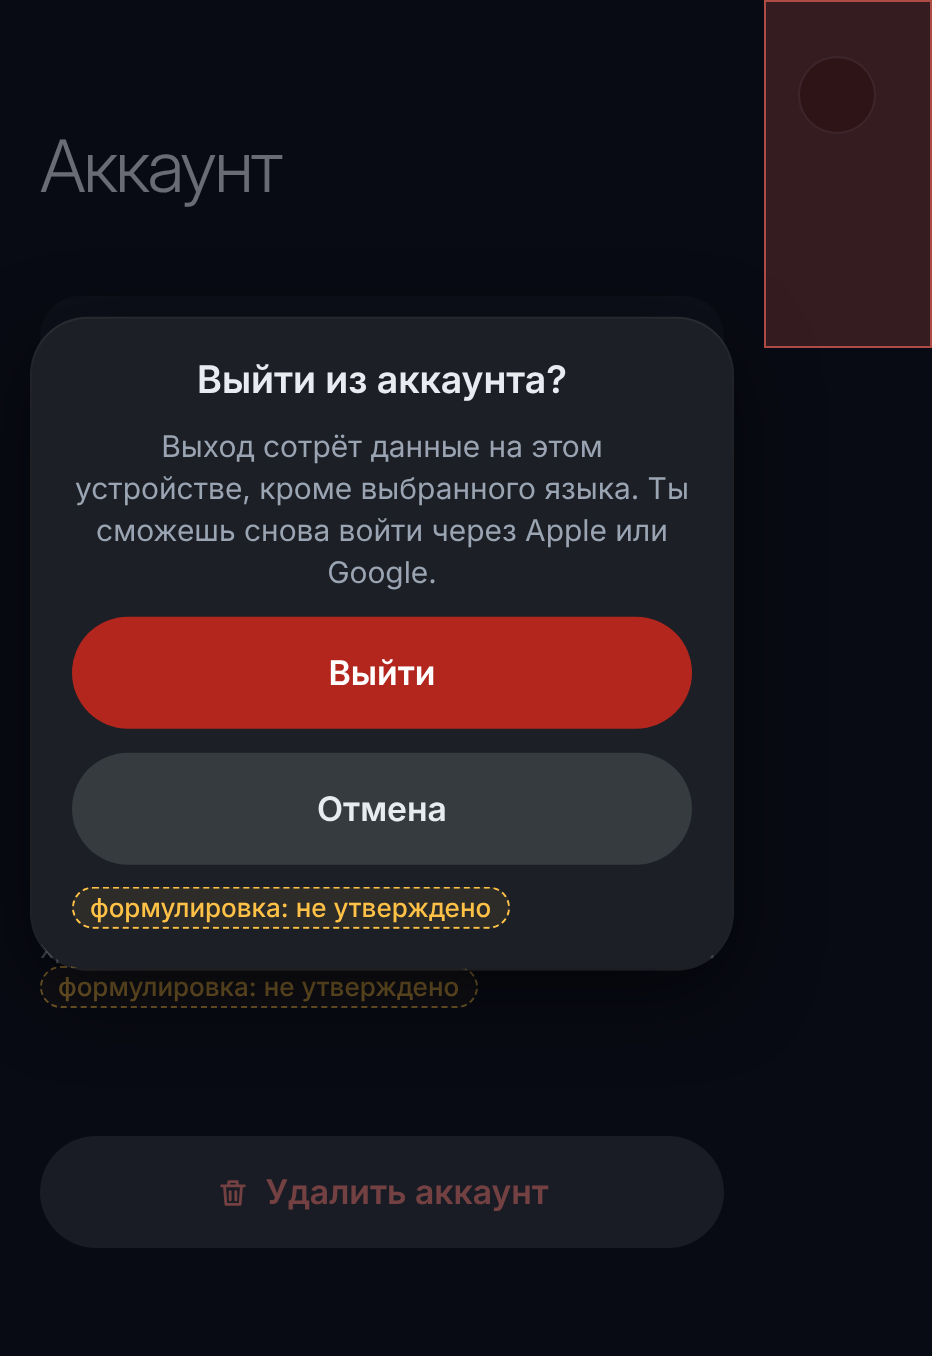 Аккаунт
Выйти из аккаунта?
Выход сотрёт данные на этом
устройстве, кроме выбранного языка. Ты
сможешь снова войти через Apple или
Google.
Выйти
Отмена
формулировка: не утверждено
формулировка: не утверждено
Удалить аккаунт